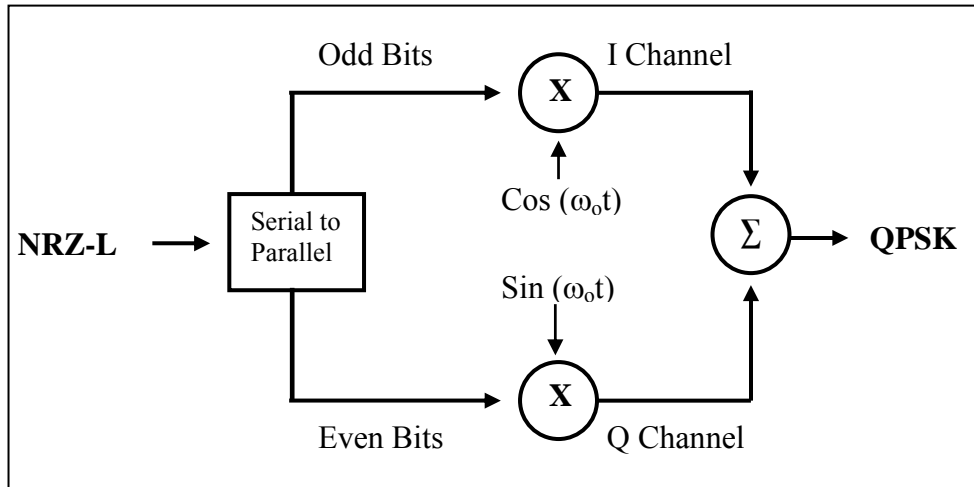 Odd Bits
I Channel
X
Cos (ωₒt)
Serial to
Parallel
NRZ-L
Σ
QPSK
Sin (ωₒt)
X
Even Bits
Q Channel